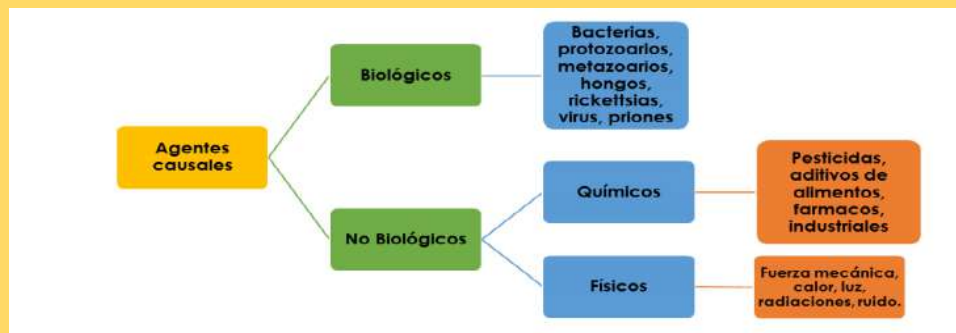 Agentes
causales
Biológicos
Bacterias,
protozoarios,
metazoarios,
hongos,
rickettsias,
virus, priones
No Biológicos
Químicos
Pesticidas,
aditivos de
alimentos,
farmacos,
industriales
Físicos
Fuerza mecánica,
calor, luz,
radiaciones, ruido.